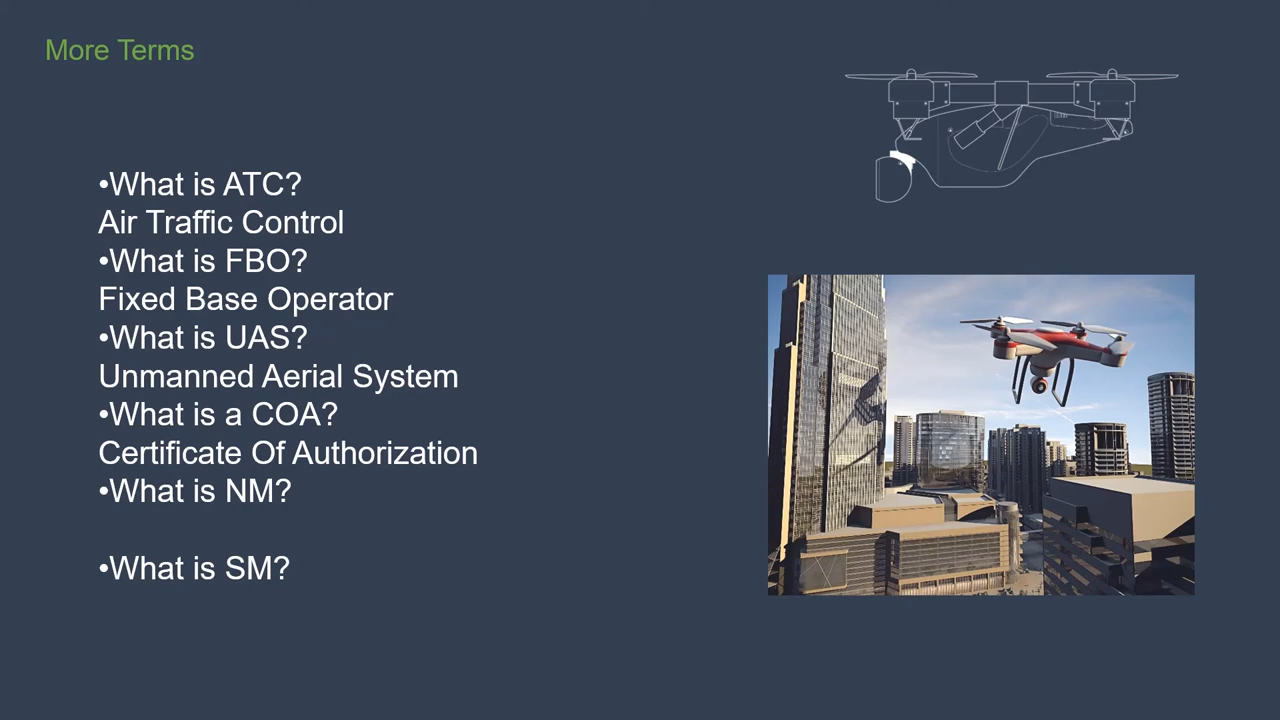 More Terms
•What is ATC?
Air Traffic Control
•What is FBO?
Fixed Base Operator
•What is UAS?
Unmanned Aerial System
•What is a COA?
Certificate Of Authorization
•What is NM?
•What is SM?